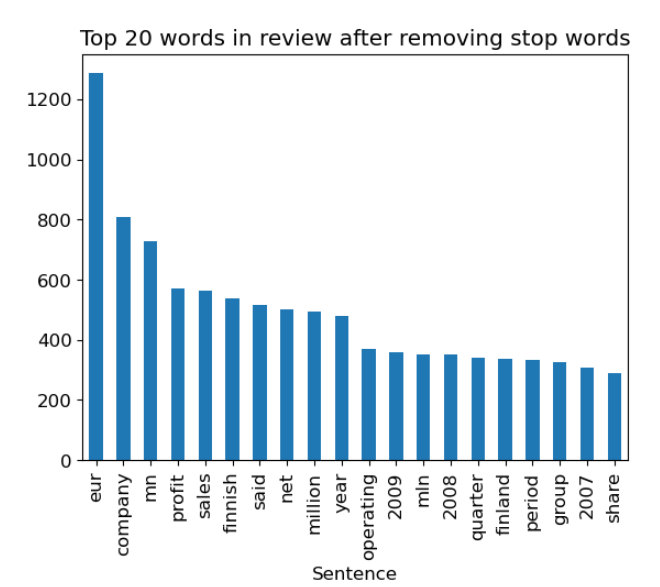 Top 20 words in review after removing stop words
1200
1000
800
600
400
200
0
eur
company
mn
profit
sales
finnish
said
net
million
year
operating
2009
mln
2008
quarter
finland
period
group
2007
share
Sentence